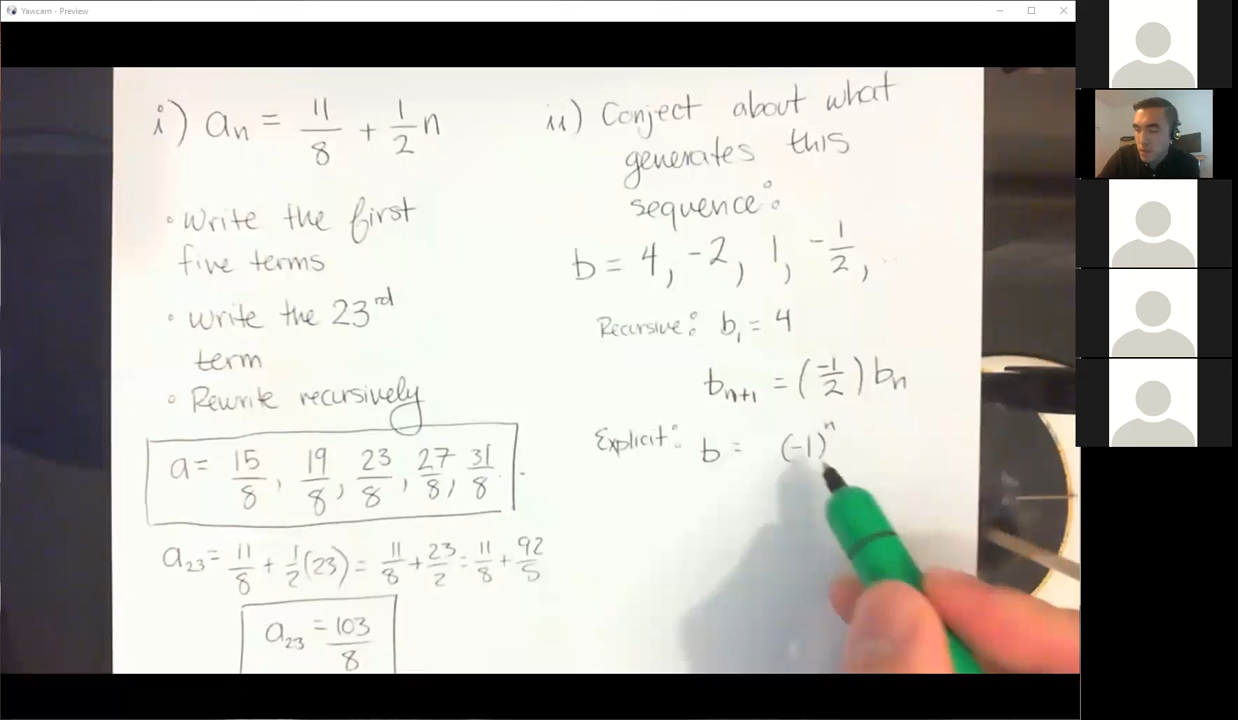 Yawcam - Preview
i) aₙ = 11/8 + 1/2 n
• Write the first
five terms
• Write the 23ʳᵈ
term
• Rewrite recursively
a = 15/8, 19/8, 23/8, 27/8, 31/8.
a₂₃ = 11/8 + 1/2(23) = 11/8 + 23/2 = 11/8 + 92/5
a₂₃ = 103/8
ii) Conject about what
generates this
sequence:
b = 4, -2, 1, -1/2, ..
Recursive: b₁ = 4
bₙ₊₁ = (-1/2) bₙ
Explicit: b = (-1)ⁿ